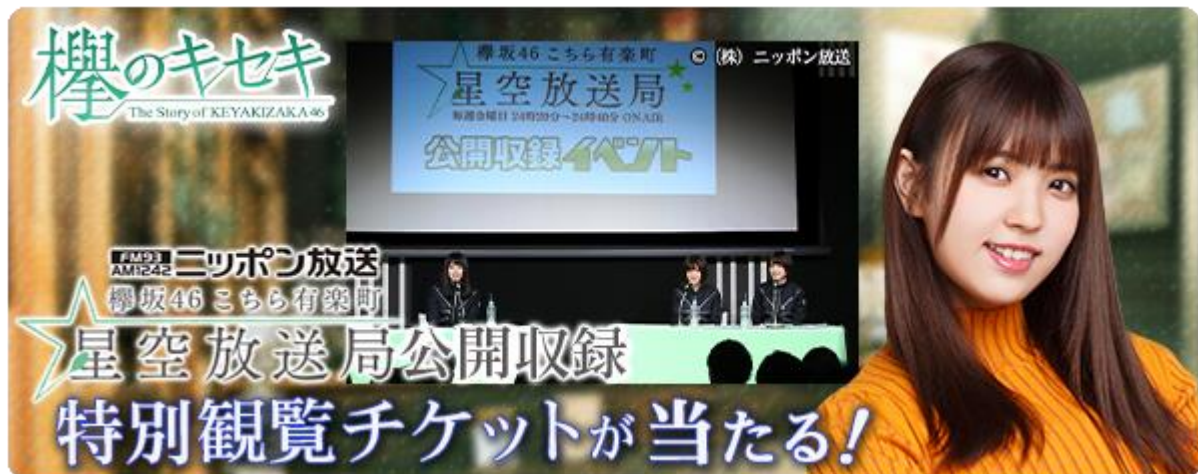 欅のキセキ
The Story of KEYAKIZAKA46
欅坂46 こちら有楽町
星空放送局
毎週金曜日 24時20分～24時40分 ON AIR
公開収録イベント
© (株) ニッポン放送
FM93
AM1242
ニッポン放送
欅坂46 こちら有楽町
星空放送局公開収録
特別観覧チケットが当たる!